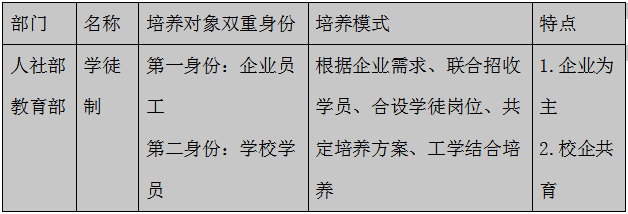 部门 名称 培养对象双重身份 培养模式 特点
人社部 学徒 第一身份：企业员 根据企业需求、联合招收 1.企业为
教育部 制 工 学员、合设学徒岗位、共 主
第二身份：学校学 定培养方案、工学结合培 2.校企共
员 养 育